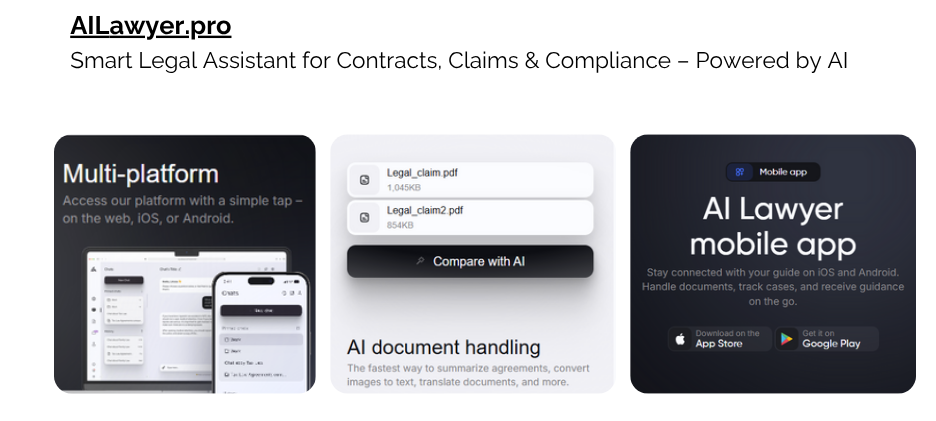 AILawyer.pro
Smart Legal Assistant for Contracts, Claims & Compliance – Powered by AI
Multi-platform
Access our platform with a simple tap –
on the web, iOS, or Android.
Chats
Legal_claim.pdf
1,045KB
Legal_claim2.pdf
854KB
Compare with AI
AI document handling
The fastest way to summarize agreements, convert
images to text, translate documents, and more.
Mobile app
AI Lawyer
mobile app
Stay connected with your guide on iOS and Android.
Handle documents, track cases, and receive guidance
on the go.
Download on the
App Store
Get it on
Google Play